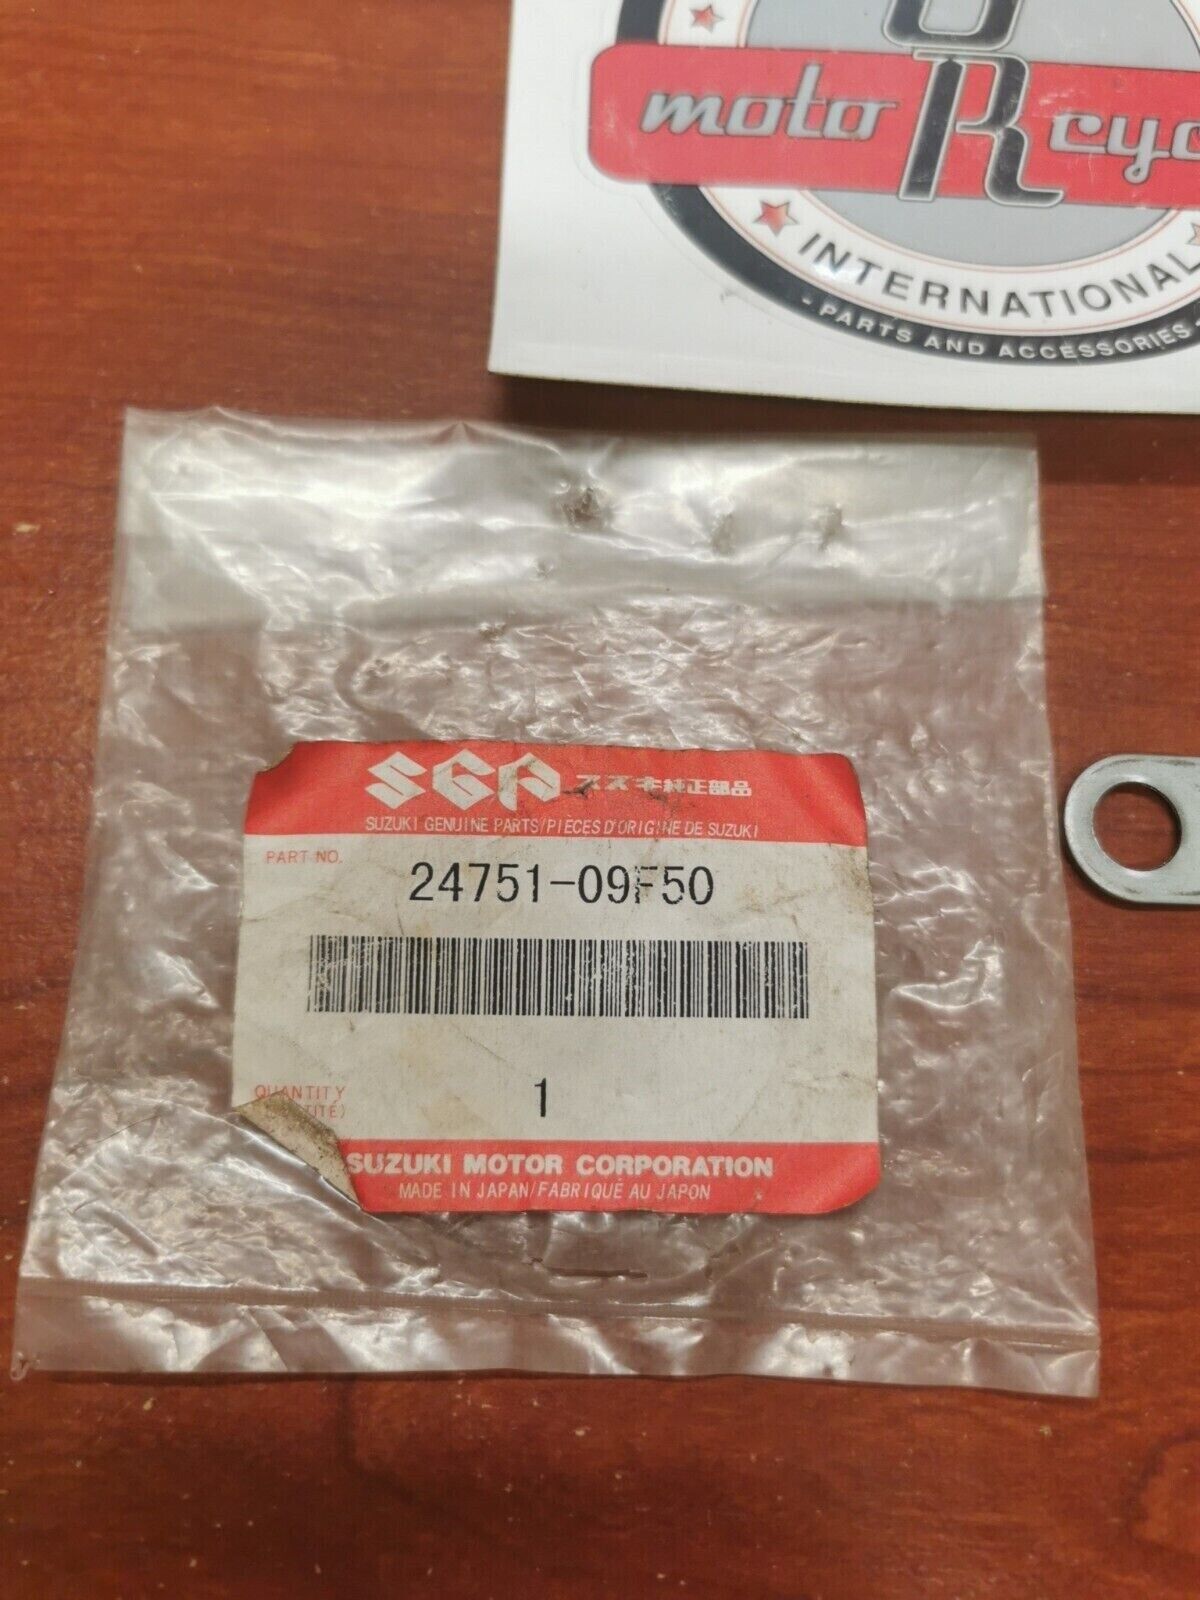 moto R cyc
INTERNATIONAL
- PARTS AND ACCESSORIES
SGP スズキ純正部品
SUZUKI GENUINE PARTS/PIECES D'ORIGINE DE SUZUKI
PART NO.
24751-09F50
QUANTITY
1
SUZUKI MOTOR CORPORATION
MADE IN JAPAN/FABRIQUÉ AU JAPON